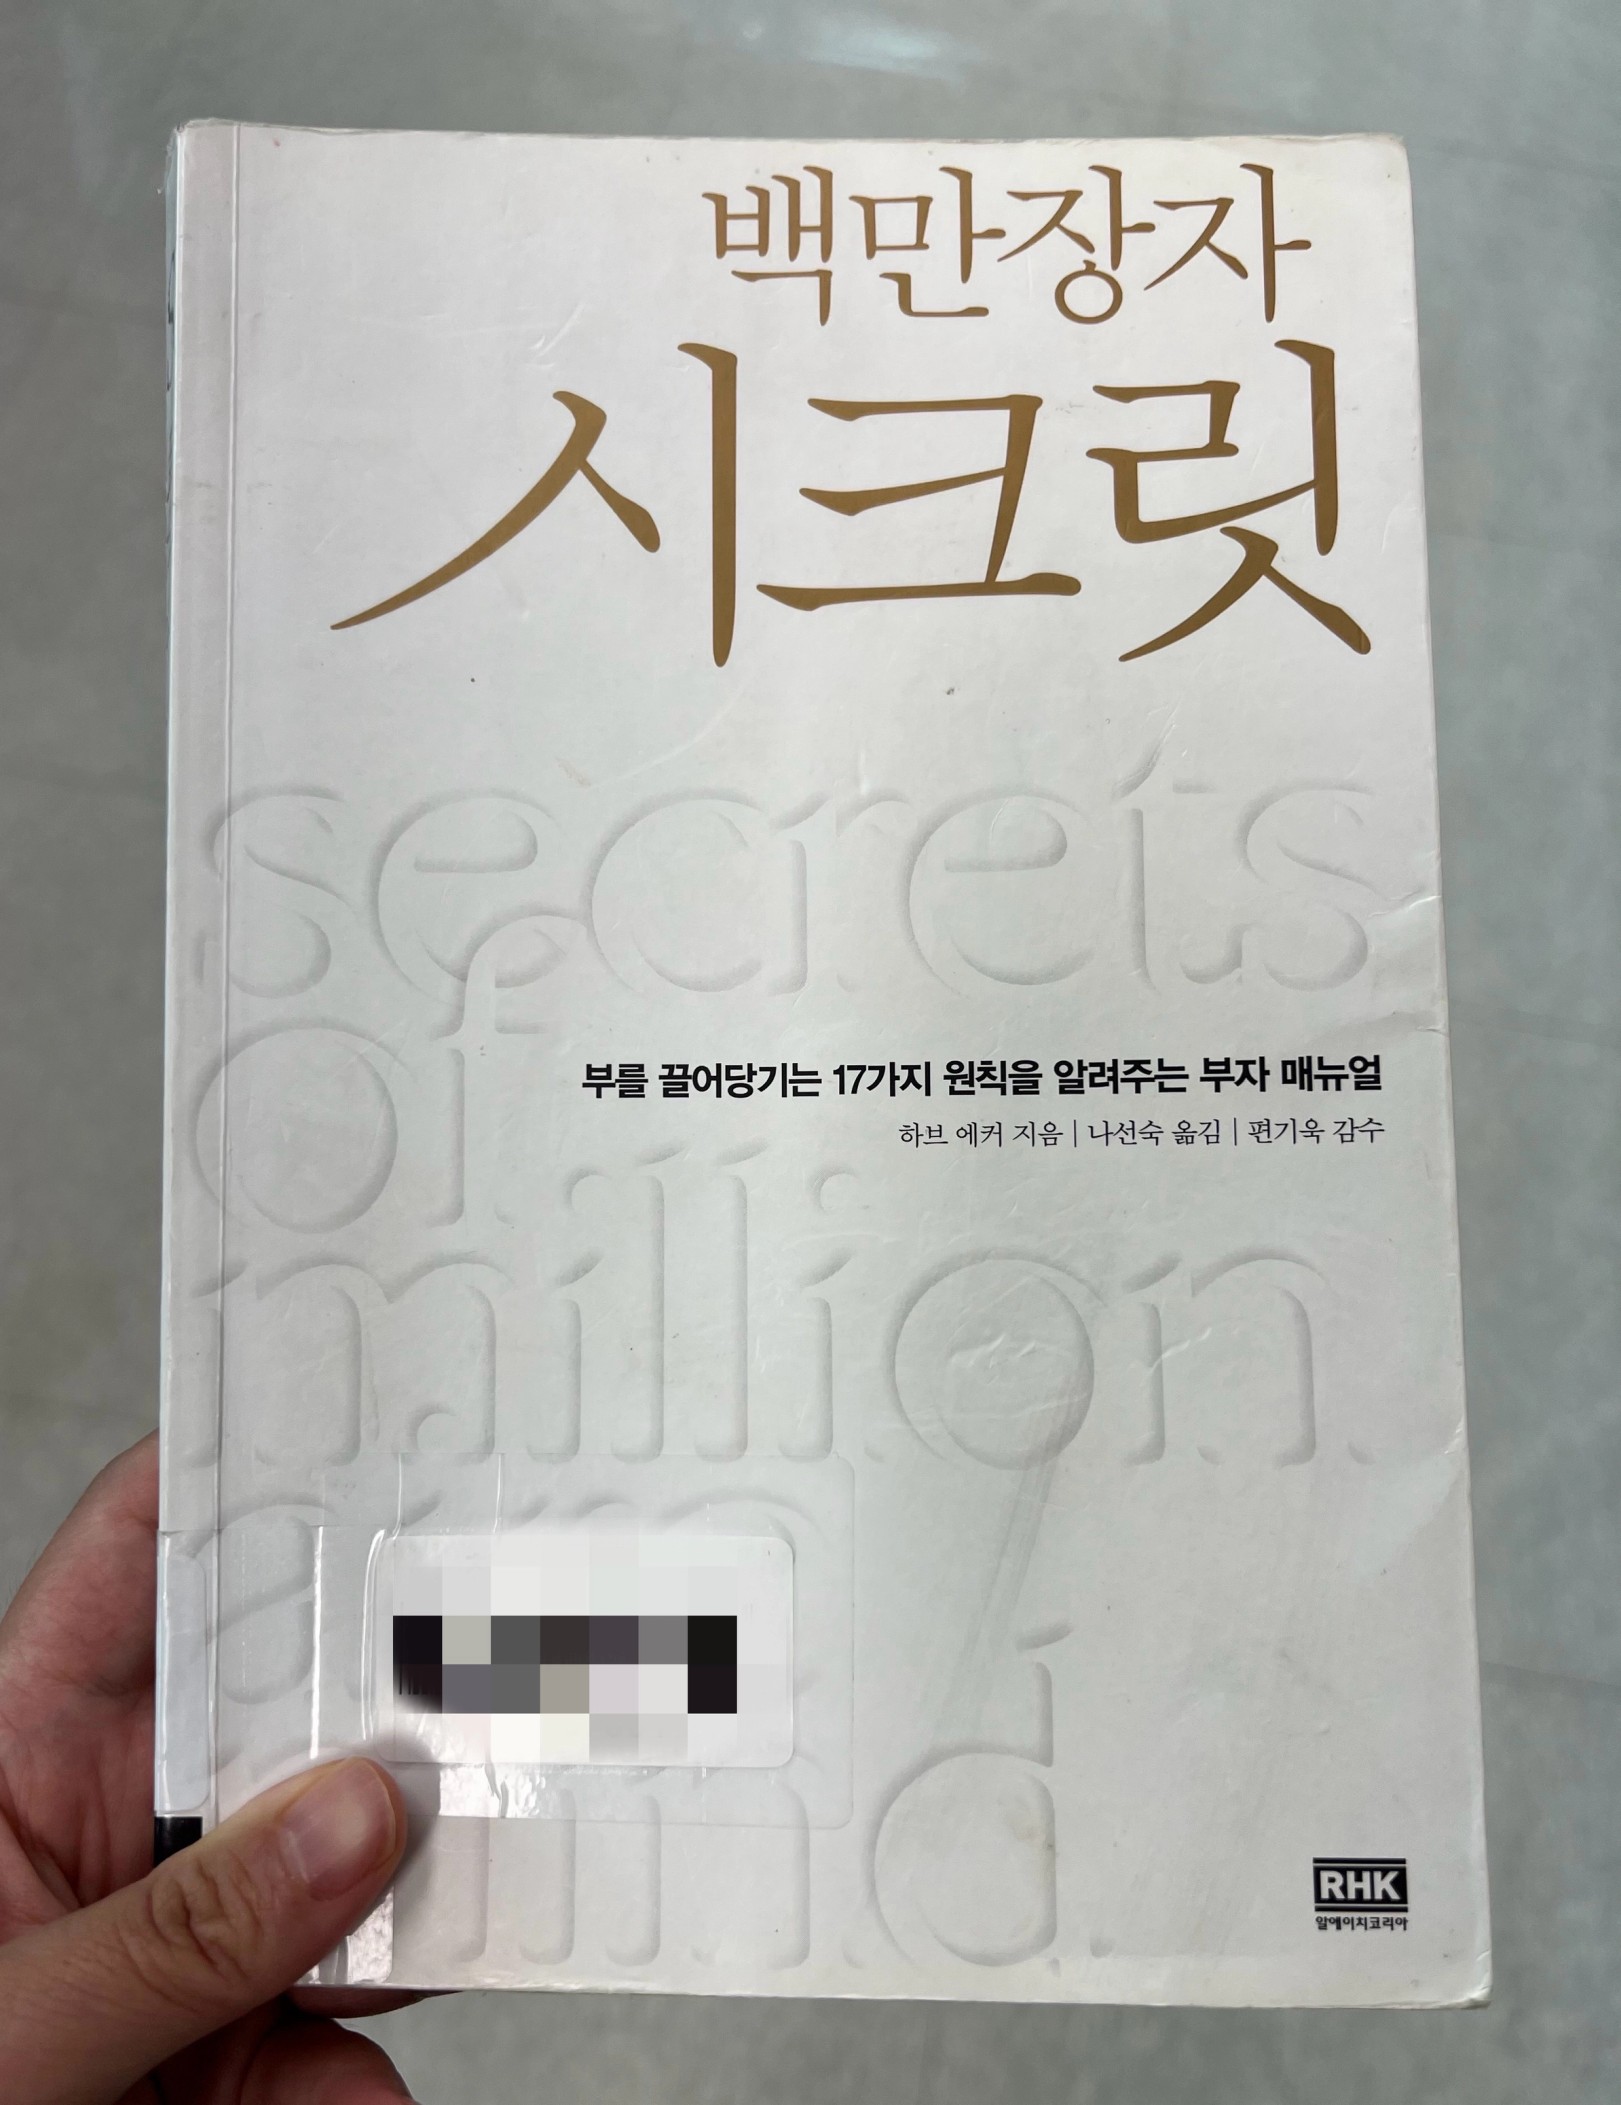 백만장자
시크릿
secrets
of
million
mind
부를 끌어당기는 17가지 원칙을 알려주는 부자 매뉴얼
하브 에커 지음 | 나선숙 옮김 | 편기욱 감수
RHK
알에이치코리아